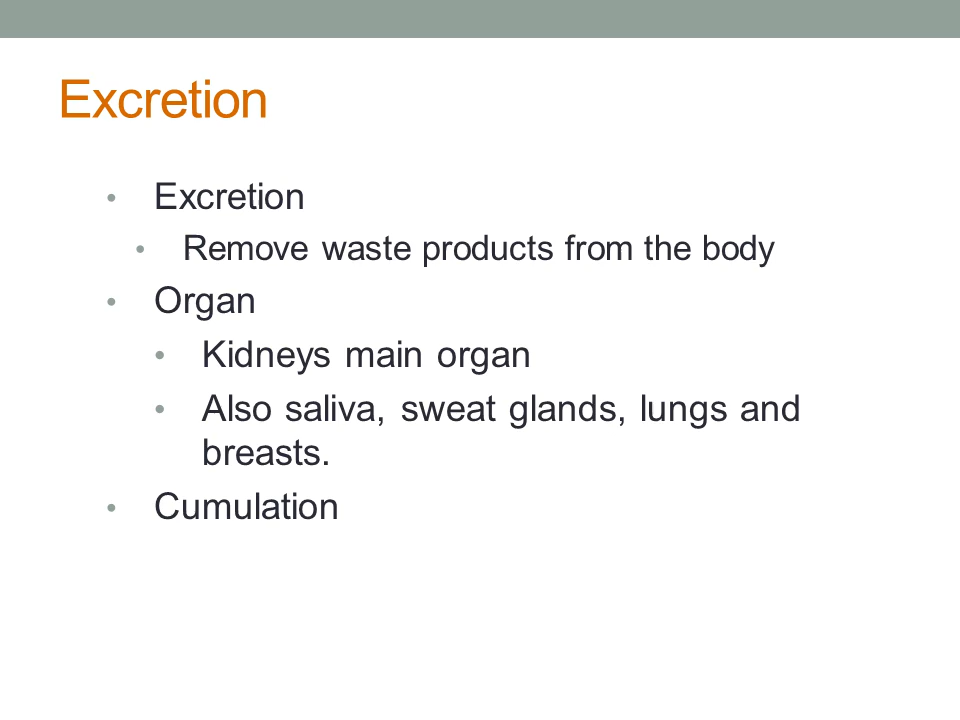 Excretion
• Excretion
• Remove waste products from the body
• Organ
• Kidneys main organ
• Also saliva, sweat glands, lungs and
breasts.
• Cumulation